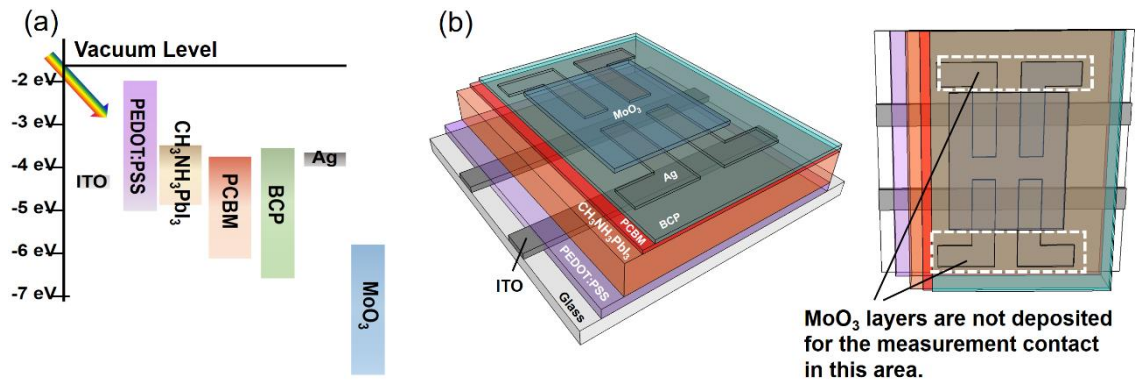 (a)
Vacuum Level
-2 eV
-3 eV
-4 eV
-5 eV
-6 eV
-7 eV
ITO
PEDOT:PSS
CH₃NH₃PbI₃
PCBM
BCP
Ag
MoO₃
(b)
MoO₃
Ag
BCP
PCBM
CH₃NH₃PbI₃
PEDOT:PSS
Glass
ITO
MoO₃ layers are not deposited
for the measurement contact
in this area.